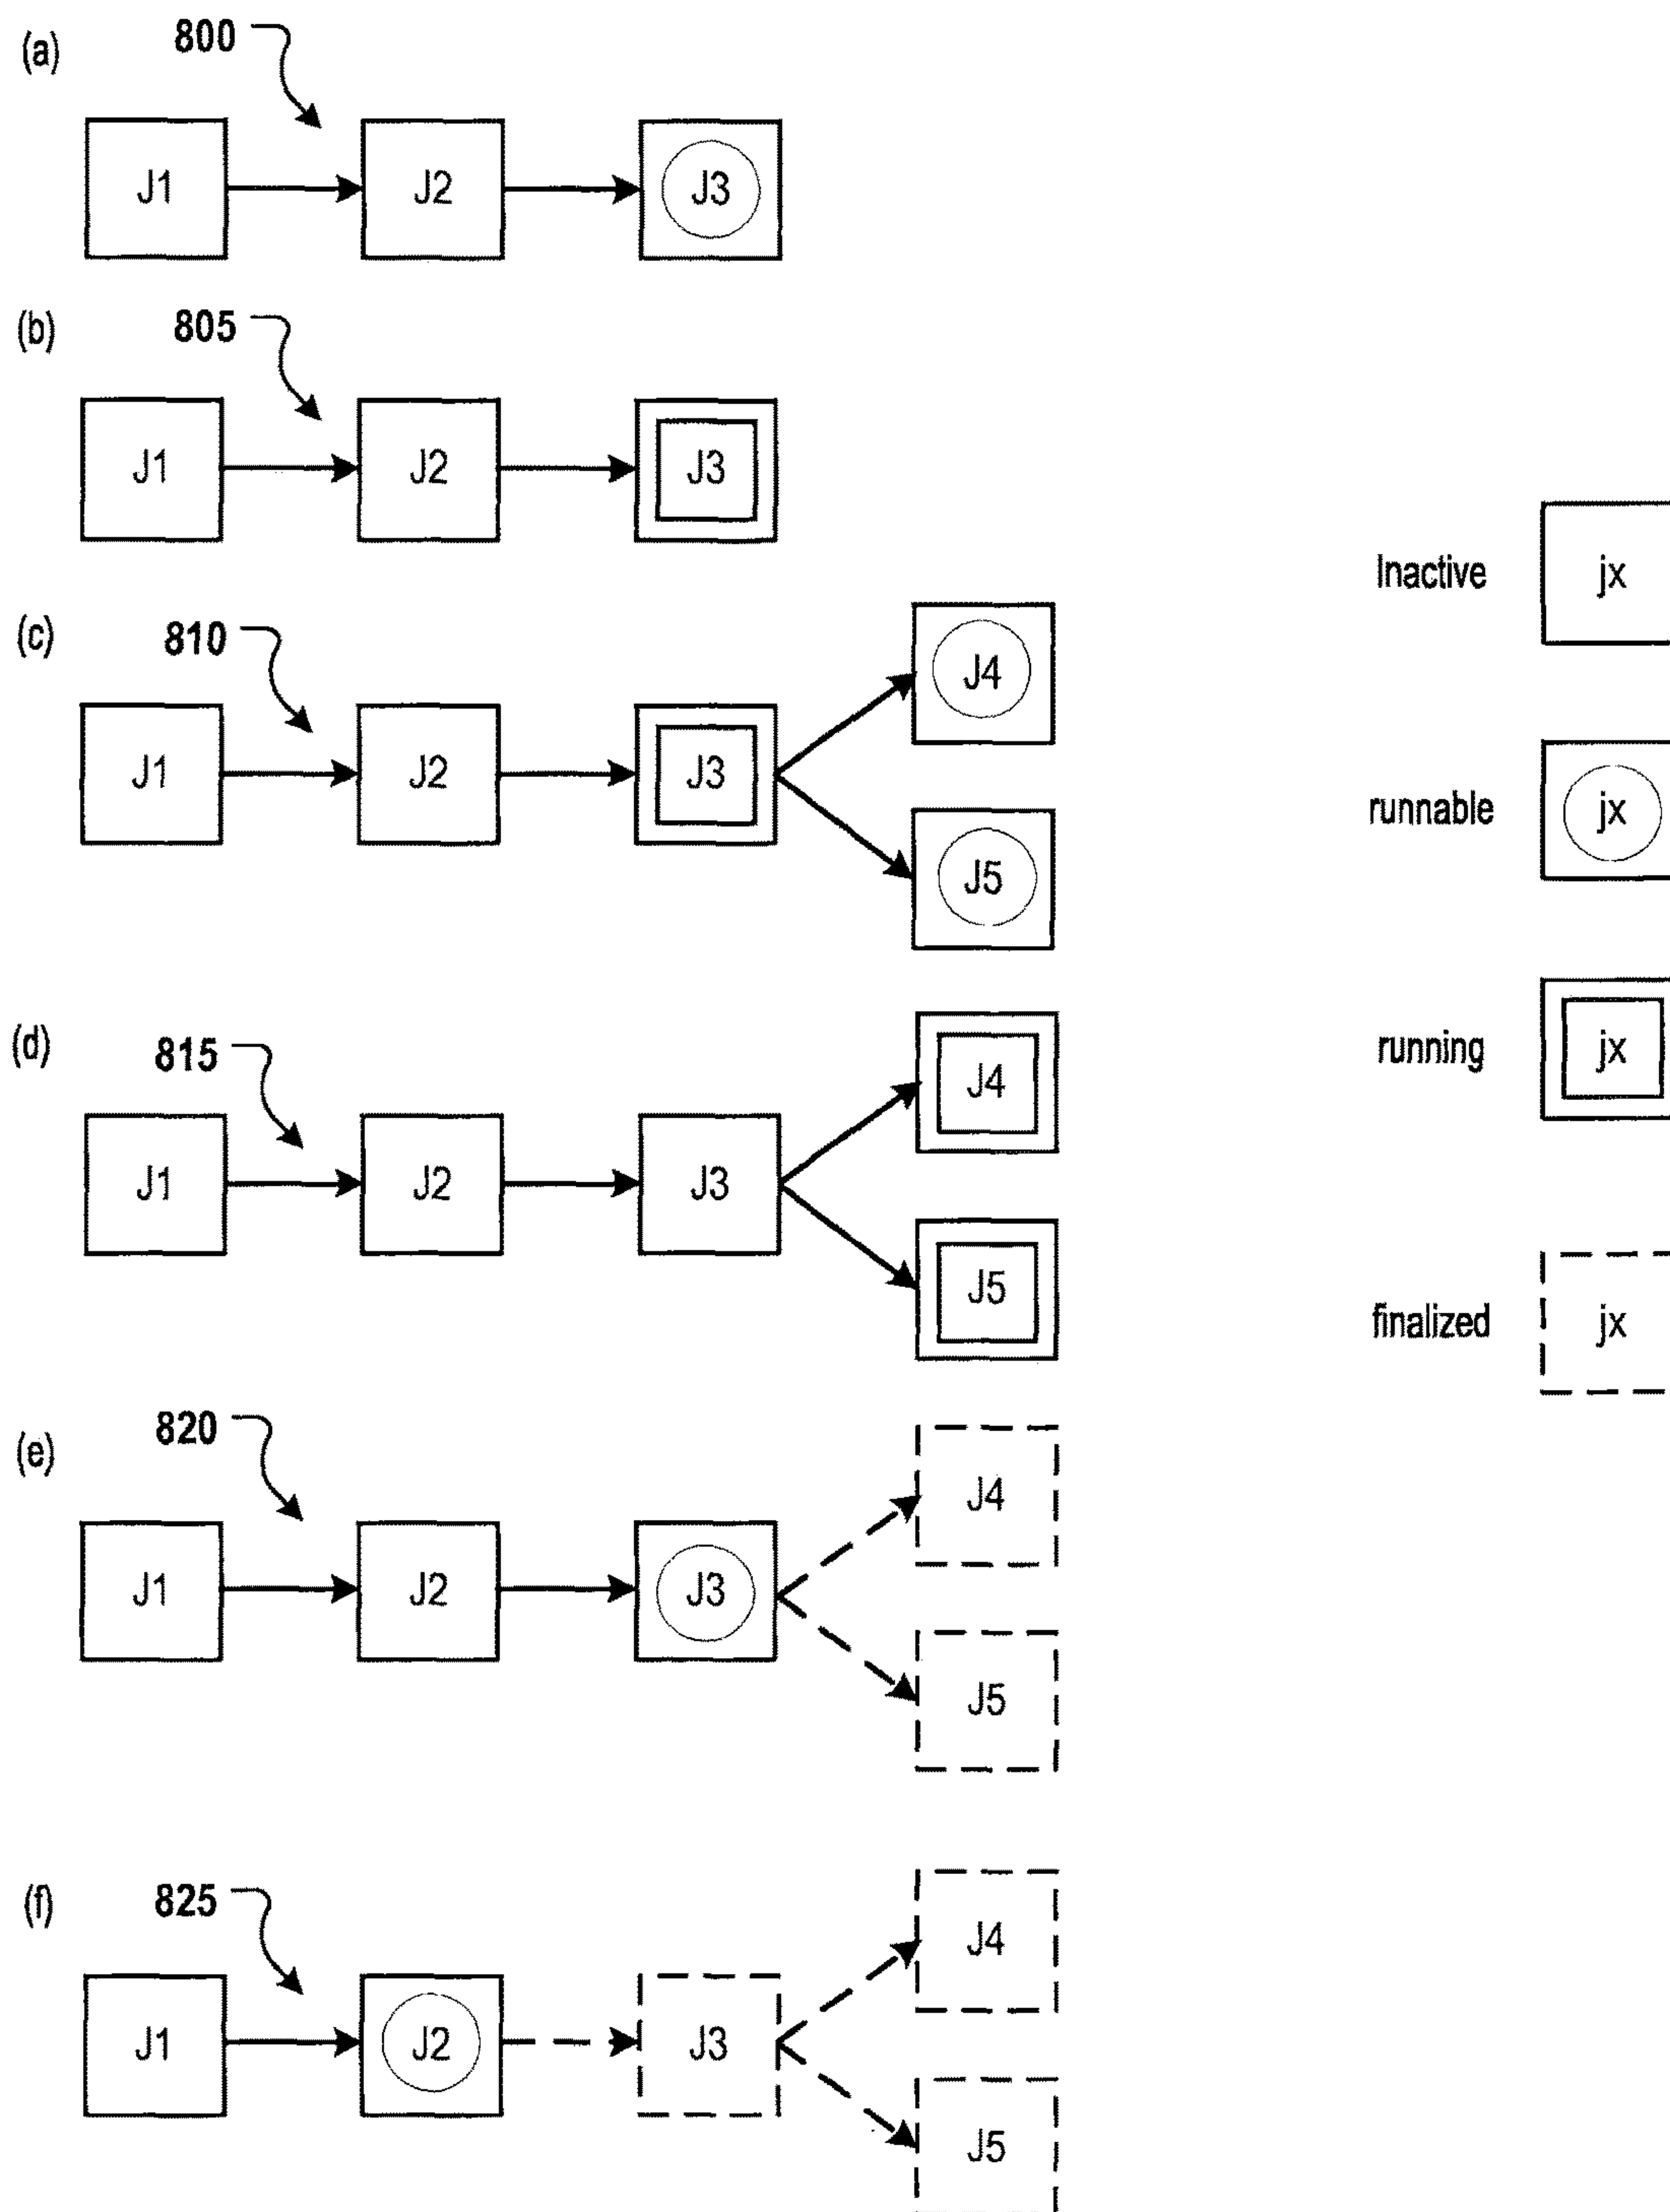 (a) 800
J1 J2 J3
(b) 805
J1 J2 J3
Inactive jx
(c) 810
J4
J1 J2 J3
runnable jx
J5
(d) 815
J4
running jx
J1 J2 J3
J5
finalized jx
(e) 820
J4
J1 J2 J3
J5
(f) 825
J4
J1 J2 J3
J5